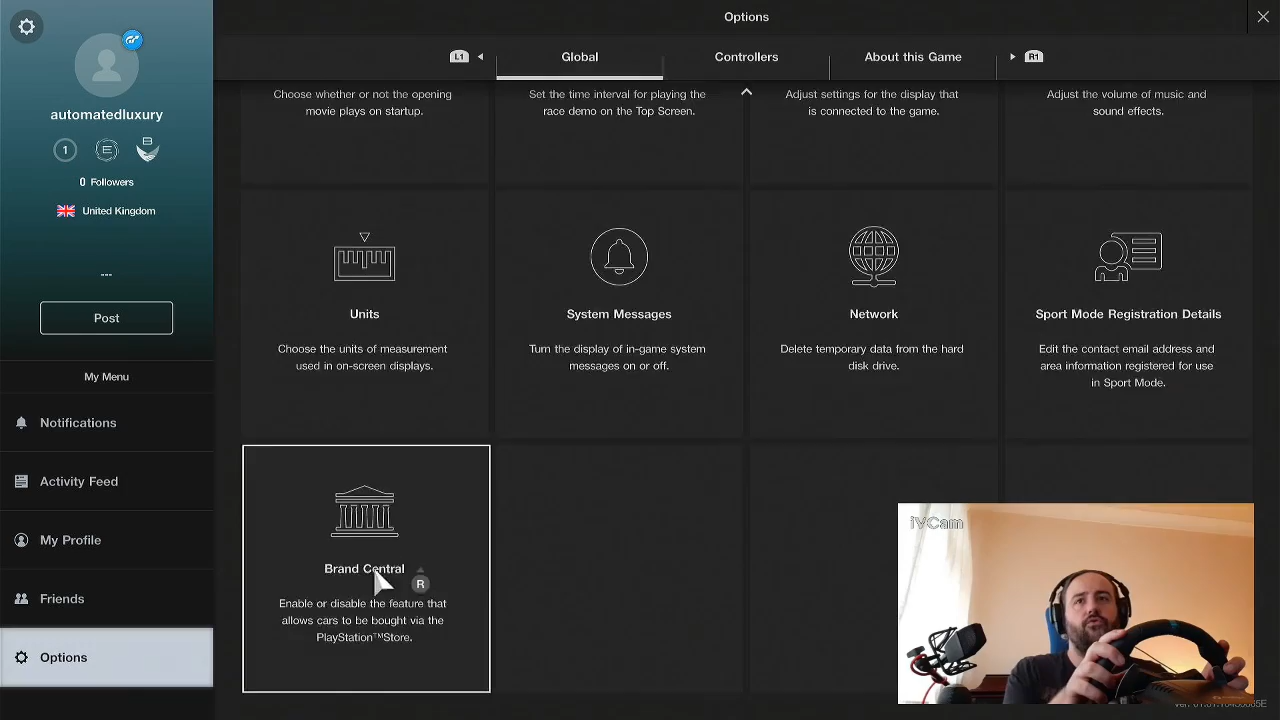 Options
automatedluxury
1
E
B
0 Followers
United Kingdom
---
Post
My Menu
Notifications
Activity Feed
My Profile
Friends
Options
L1
Global
Controllers
About this Game
R1
Choose whether or not the opening
movie plays on startup.
Set the time interval for playing the
race demo on the Top Screen.
Adjust settings for the display that
is connected to the game.
Adjust the volume of music and
sound effects.
Units
Choose the units of measurement
used in on-screen displays.
System Messages
Turn the display of in-game system
messages on or off.
Network
Delete temporary data from the hard
disk drive.
Sport Mode Registration Details
Edit the contact email address and
area information registered for use
in Sport Mode.
Brand Central
R
Enable or disable the feature that
allows cars to be bought via the
PlayStation™Store.
iVCam